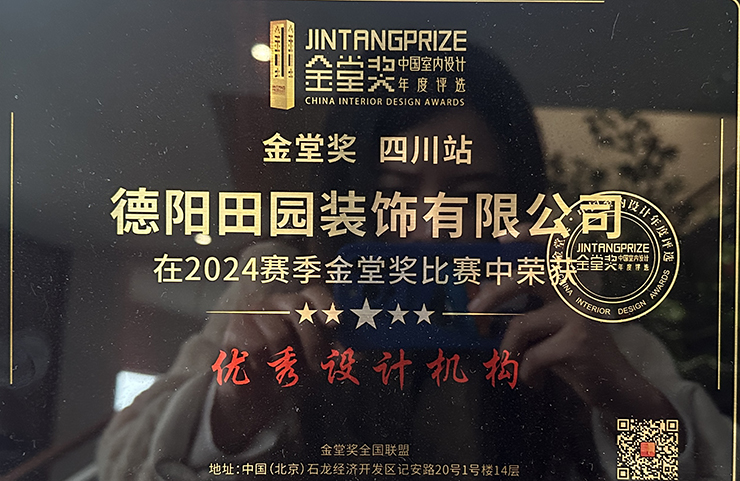 JINTANGPRIZE
金堂奖 中国室内设计年度评选
CHINA INTERIOR DESIGN AWARDS
金堂奖 四川站
德阳田园装饰有限公司
在2024赛季金堂奖比赛中荣获
优秀设计机构
JINTANGPRIZE
金堂奖 中国室内设计年度评选
CHINA INTERIOR DESIGN AWARDS
金堂奖全国联盟
地址:中国(北京)石龙经济开发区记安路20号1号楼14层